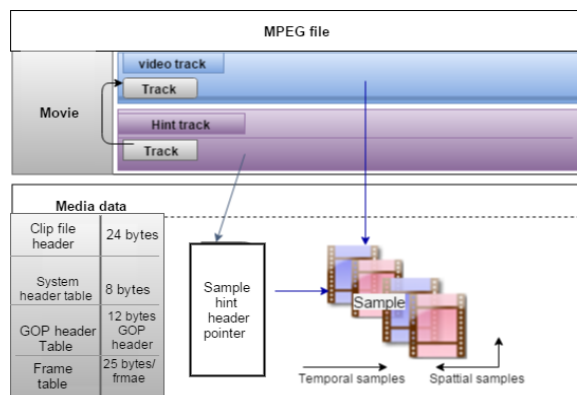 MPEG file
video track
Track
Movie
Hint track
Track
Media data
Clip file
header
24 bytes
System
header table
8 bytes
GOP header
Table
12 bytes
GOP
header
Frame
table
25 bytes/
frmae
Sample
hint
header
pointer
Sample
Temporal samples
Spattial samples